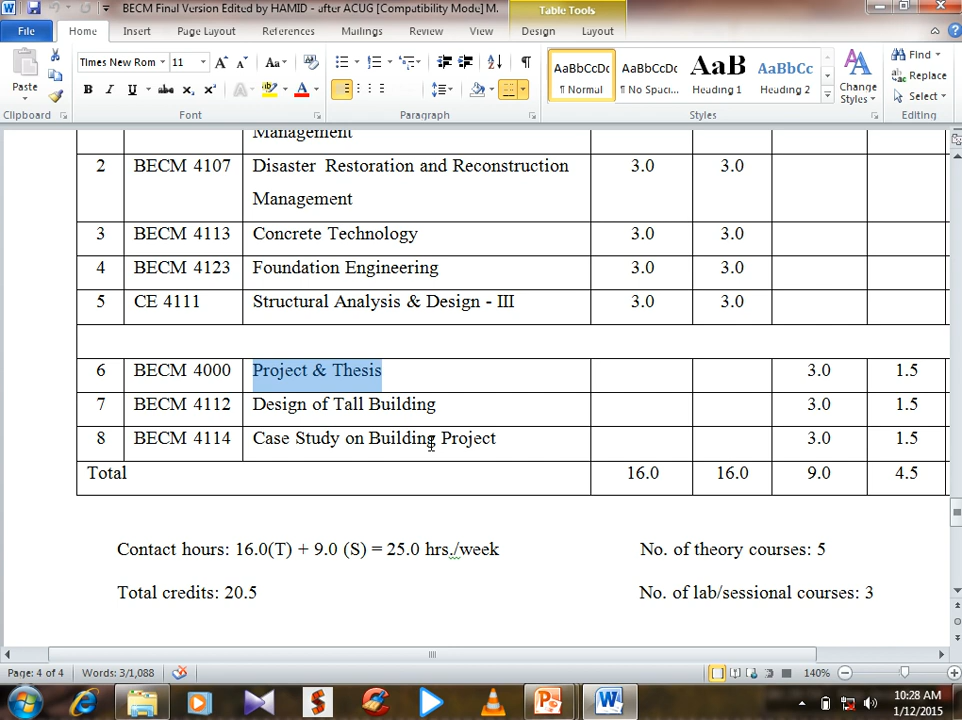 BECM Final Version Edited by HAMID - after ACUG [Compatibility Mode] M.
Table Tools
File Home Insert Page Layout References Mailings Review View Design Layout
Times New Rom 11 Aa
Paste
B I U abc x₂ x² A ab A
AaBbCcDc AaBbCcDc AaB AaBbCc
¶ Normal ¶ No Spaci... Heading 1 Heading 2
Change Styles
Find
Replace
Select
Clipboard Font Paragraph Styles Editing
Management
2 BECM 4107 Disaster Restoration and Reconstruction 3.0 3.0
Management
3 BECM 4113 Concrete Technology 3.0 3.0
4 BECM 4123 Foundation Engineering 3.0 3.0
5 CE 4111 Structural Analysis & Design - III 3.0 3.0
6 BECM 4000 Project & Thesis 3.0 1.5
7 BECM 4112 Design of Tall Building 3.0 1.5
8 BECM 4114 Case Study on Building Project 3.0 1.5
Total 16.0 16.0 9.0 4.5
Contact hours: 16.0(T) + 9.0 (S) = 25.0 hrs./week No. of theory courses: 5
Total credits: 20.5 No. of lab/sessional courses: 3
Page: 4 of 4 Words: 3/1,088 140%
10:28 AM
1/12/2015